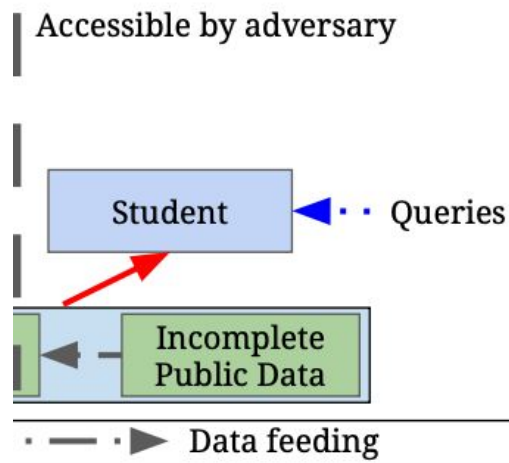 Accessible by adversary
Student
Queries
Incomplete
Public Data
Data feeding